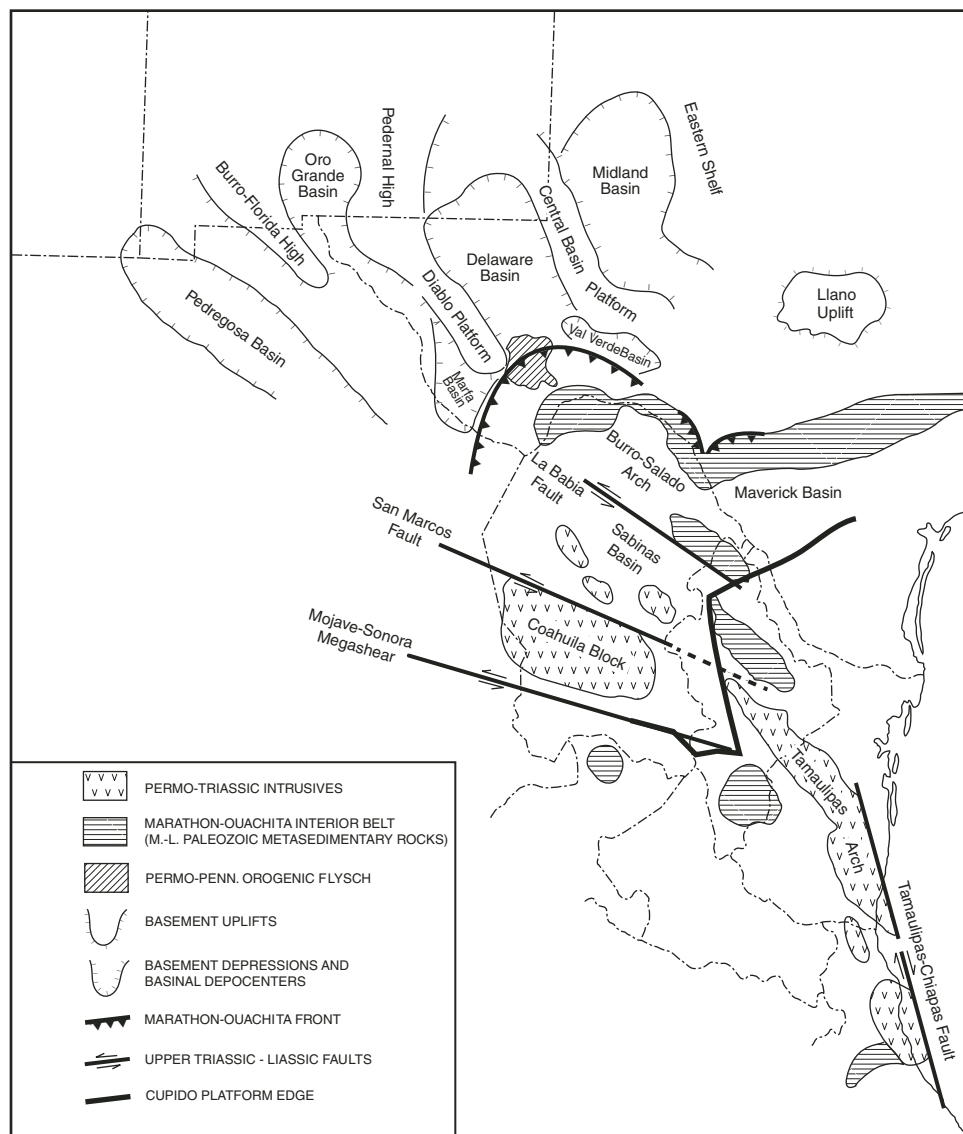 Pedernal High
Eastern Shelf
Oro
Grande
Basin
Burro-Florida High
Midland
Basin
Central Basin
Platform
Delaware
Basin
Diablo Platform
Pedregosa Basin
Llano
Uplift
Val VerdeBasin
Marfa
Basin
Burro-Salado
Arch
La Babia
Fault
Maverick Basin
San Marcos
Fault
Sabinas
Basin
Mojave-Sonora
Megashear
Coahuila Block
Tamaulipas
Arch
Tamaulipas-Chiapas Fault
PERMO-TRIASSIC INTRUSIVES
MARATHON-OUACHITA INTERIOR BELT
(M.-L. PALEOZOIC METASEDIMENTARY ROCKS)
PERMO-PENN. OROGENIC FLYSCH
BASEMENT UPLIFTS
BASEMENT DEPRESSIONS AND
BASINAL DEPOCENTERS
MARATHON-OUACHITA FRONT
UPPER TRIASSIC - LIASSIC FAULTS
CUPIDO PLATFORM EDGE